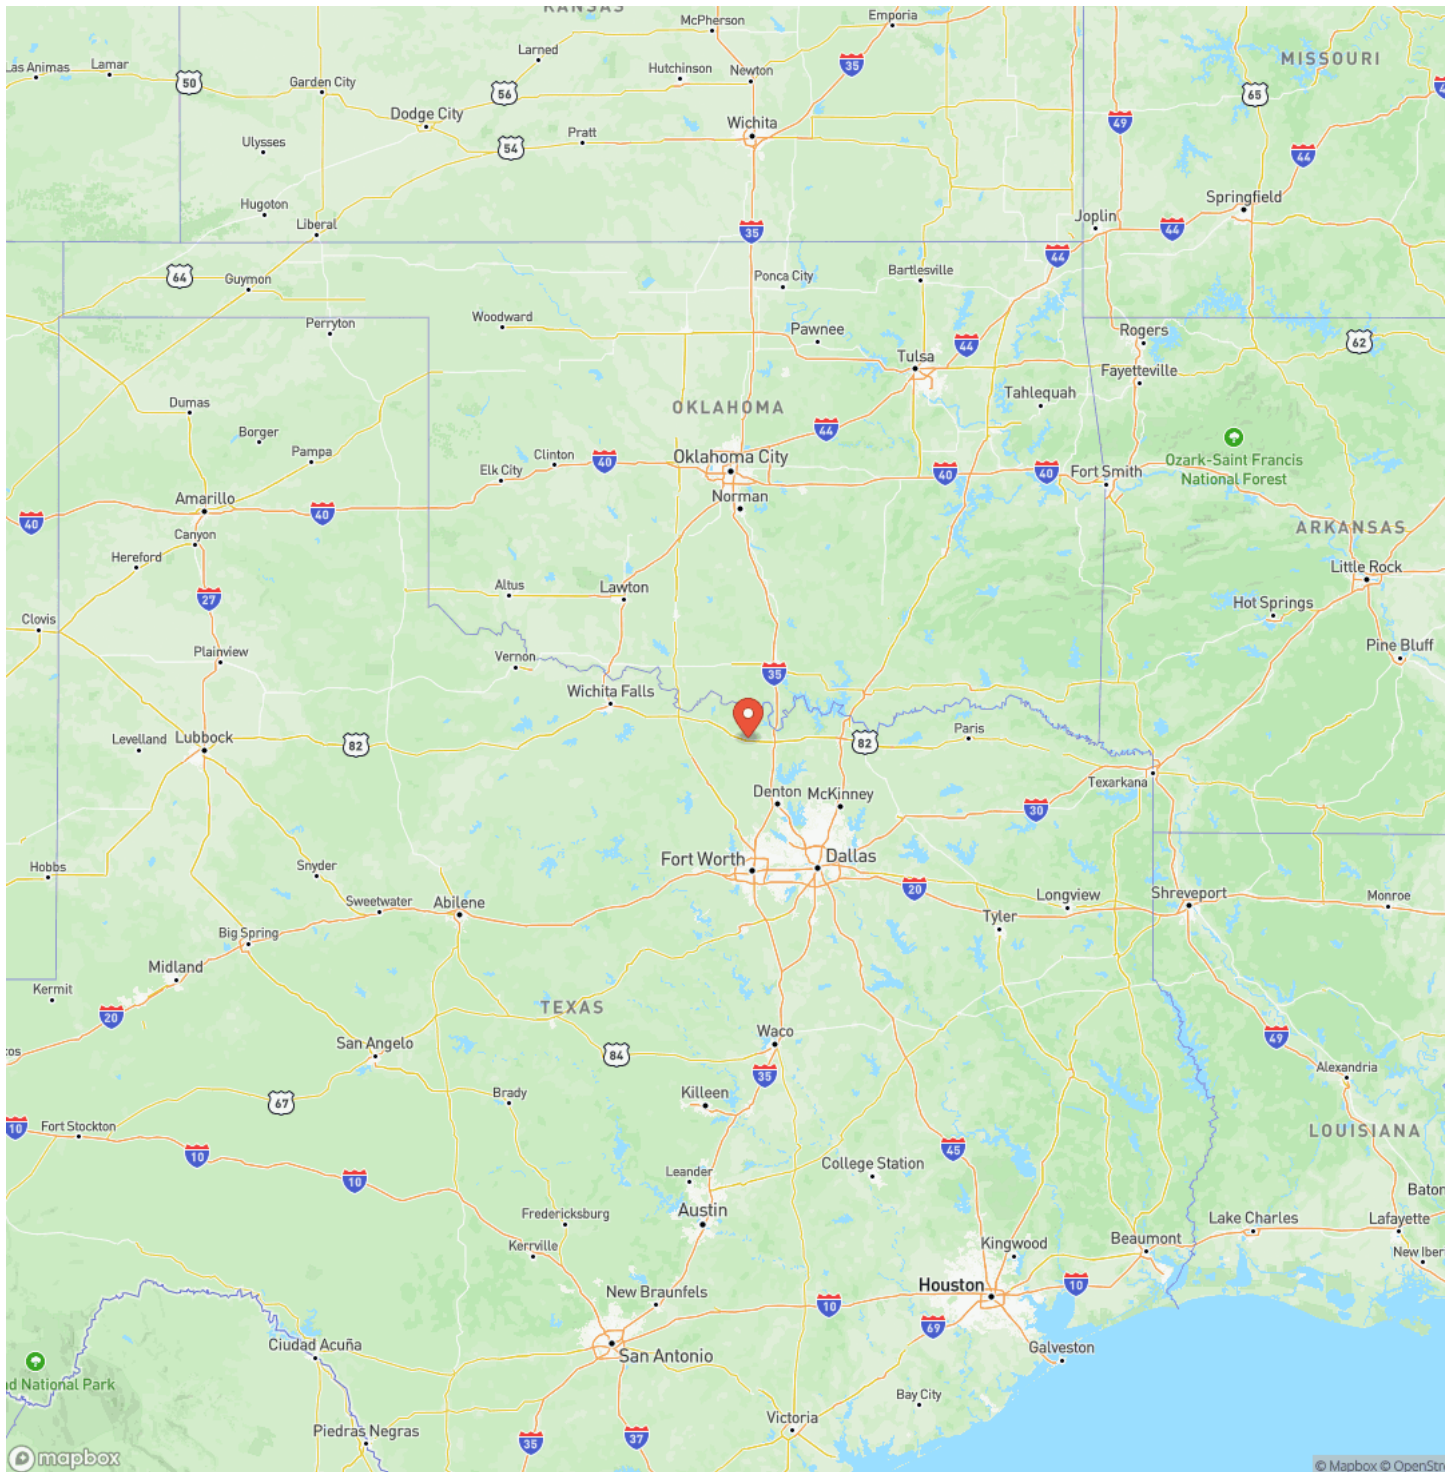 KANSAS
McPherson
Emporia
Larned
Las Animas
Lamar
50
Garden City
Hutchinson
Newton
35
MISSOURI
56
65
Dodge City
Wichita
49
Ulysses
Pratt
54
44
Hugoton
Springfield
Liberal
Joplin
44
35
44
64
Guymon
Ponca City
Bartlesville
Woodward
Perryton
Pawnee
Rogers
62
44
Tulsa
Fayetteville
Tahlequah
Dumas
OKLAHOMA
Borger
44
Pampa
Clinton
40
Oklahoma City
Elk City
40
40
Fort Smith
Ozark-Saint Francis
National Forest
Amarillo
Norman
40
40
ARKANSAS
Canyon
Hereford
Little Rock
Altus
Lawton
27
Hot Springs
Clovis
Pine Bluff
Plainview
Vernon
35
Wichita Falls
Levelland
Lubbock
82
82
Paris
Texarkana
Denton
McKinney
30
Fort Worth
Dallas
Hobbs
Snyder
20
Longview
Shreveport
Monroe
Sweetwater
Abilene
Tyler
Big Spring
Midland
Kermit
20
TEXAS
Waco
49
San Angelo
84
cos
35
Alexandria
Brady
Killeen
67
10
Fort Stockton
LOUISIANA
10
45
10
College Station
Leander
Baton
Fredericksburg
Austin
Lake Charles
Lafayette
Kerrville
Kingwood
Beaumont
New Iber
Houston
10
New Braunfels
10
69
Ciudad Acuña
San Antonio
Galveston
nd National Park
Bay City
Victoria
Piedras Negras
35
37
mapbox
© Mapbox © OpenStr